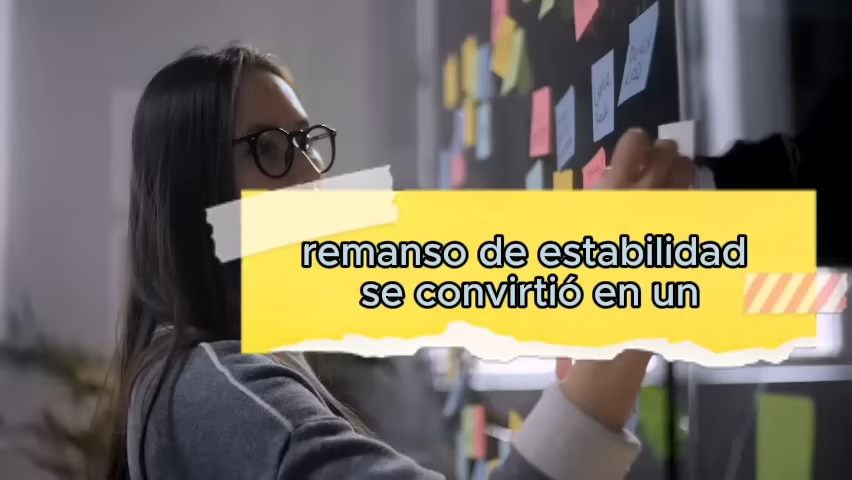 remanso de estabilidad
se convirtió en un